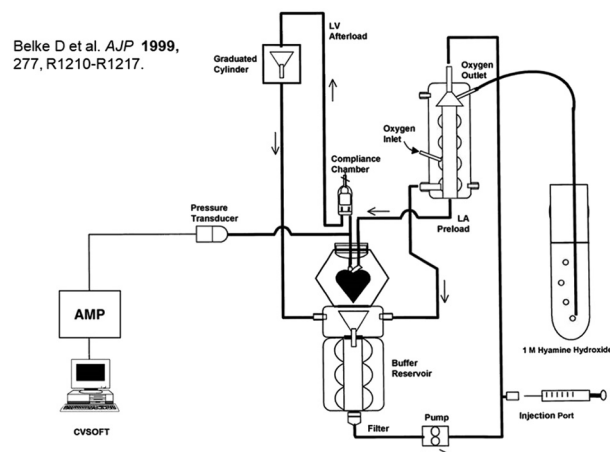 Belke D et al. AJP 1999,
277, R1210-R1217.
LV
Afterload
Graduated
Cylinder
Oxygen
Outlet
Oxygen
Inlet
Compliance
Chamber
Pressure
Transducer
LA
Preload
AMP
1 M Hyamine Hydroxide
Buffer
Reservoir
Injection Port
Pump
Filter
CVSOFT